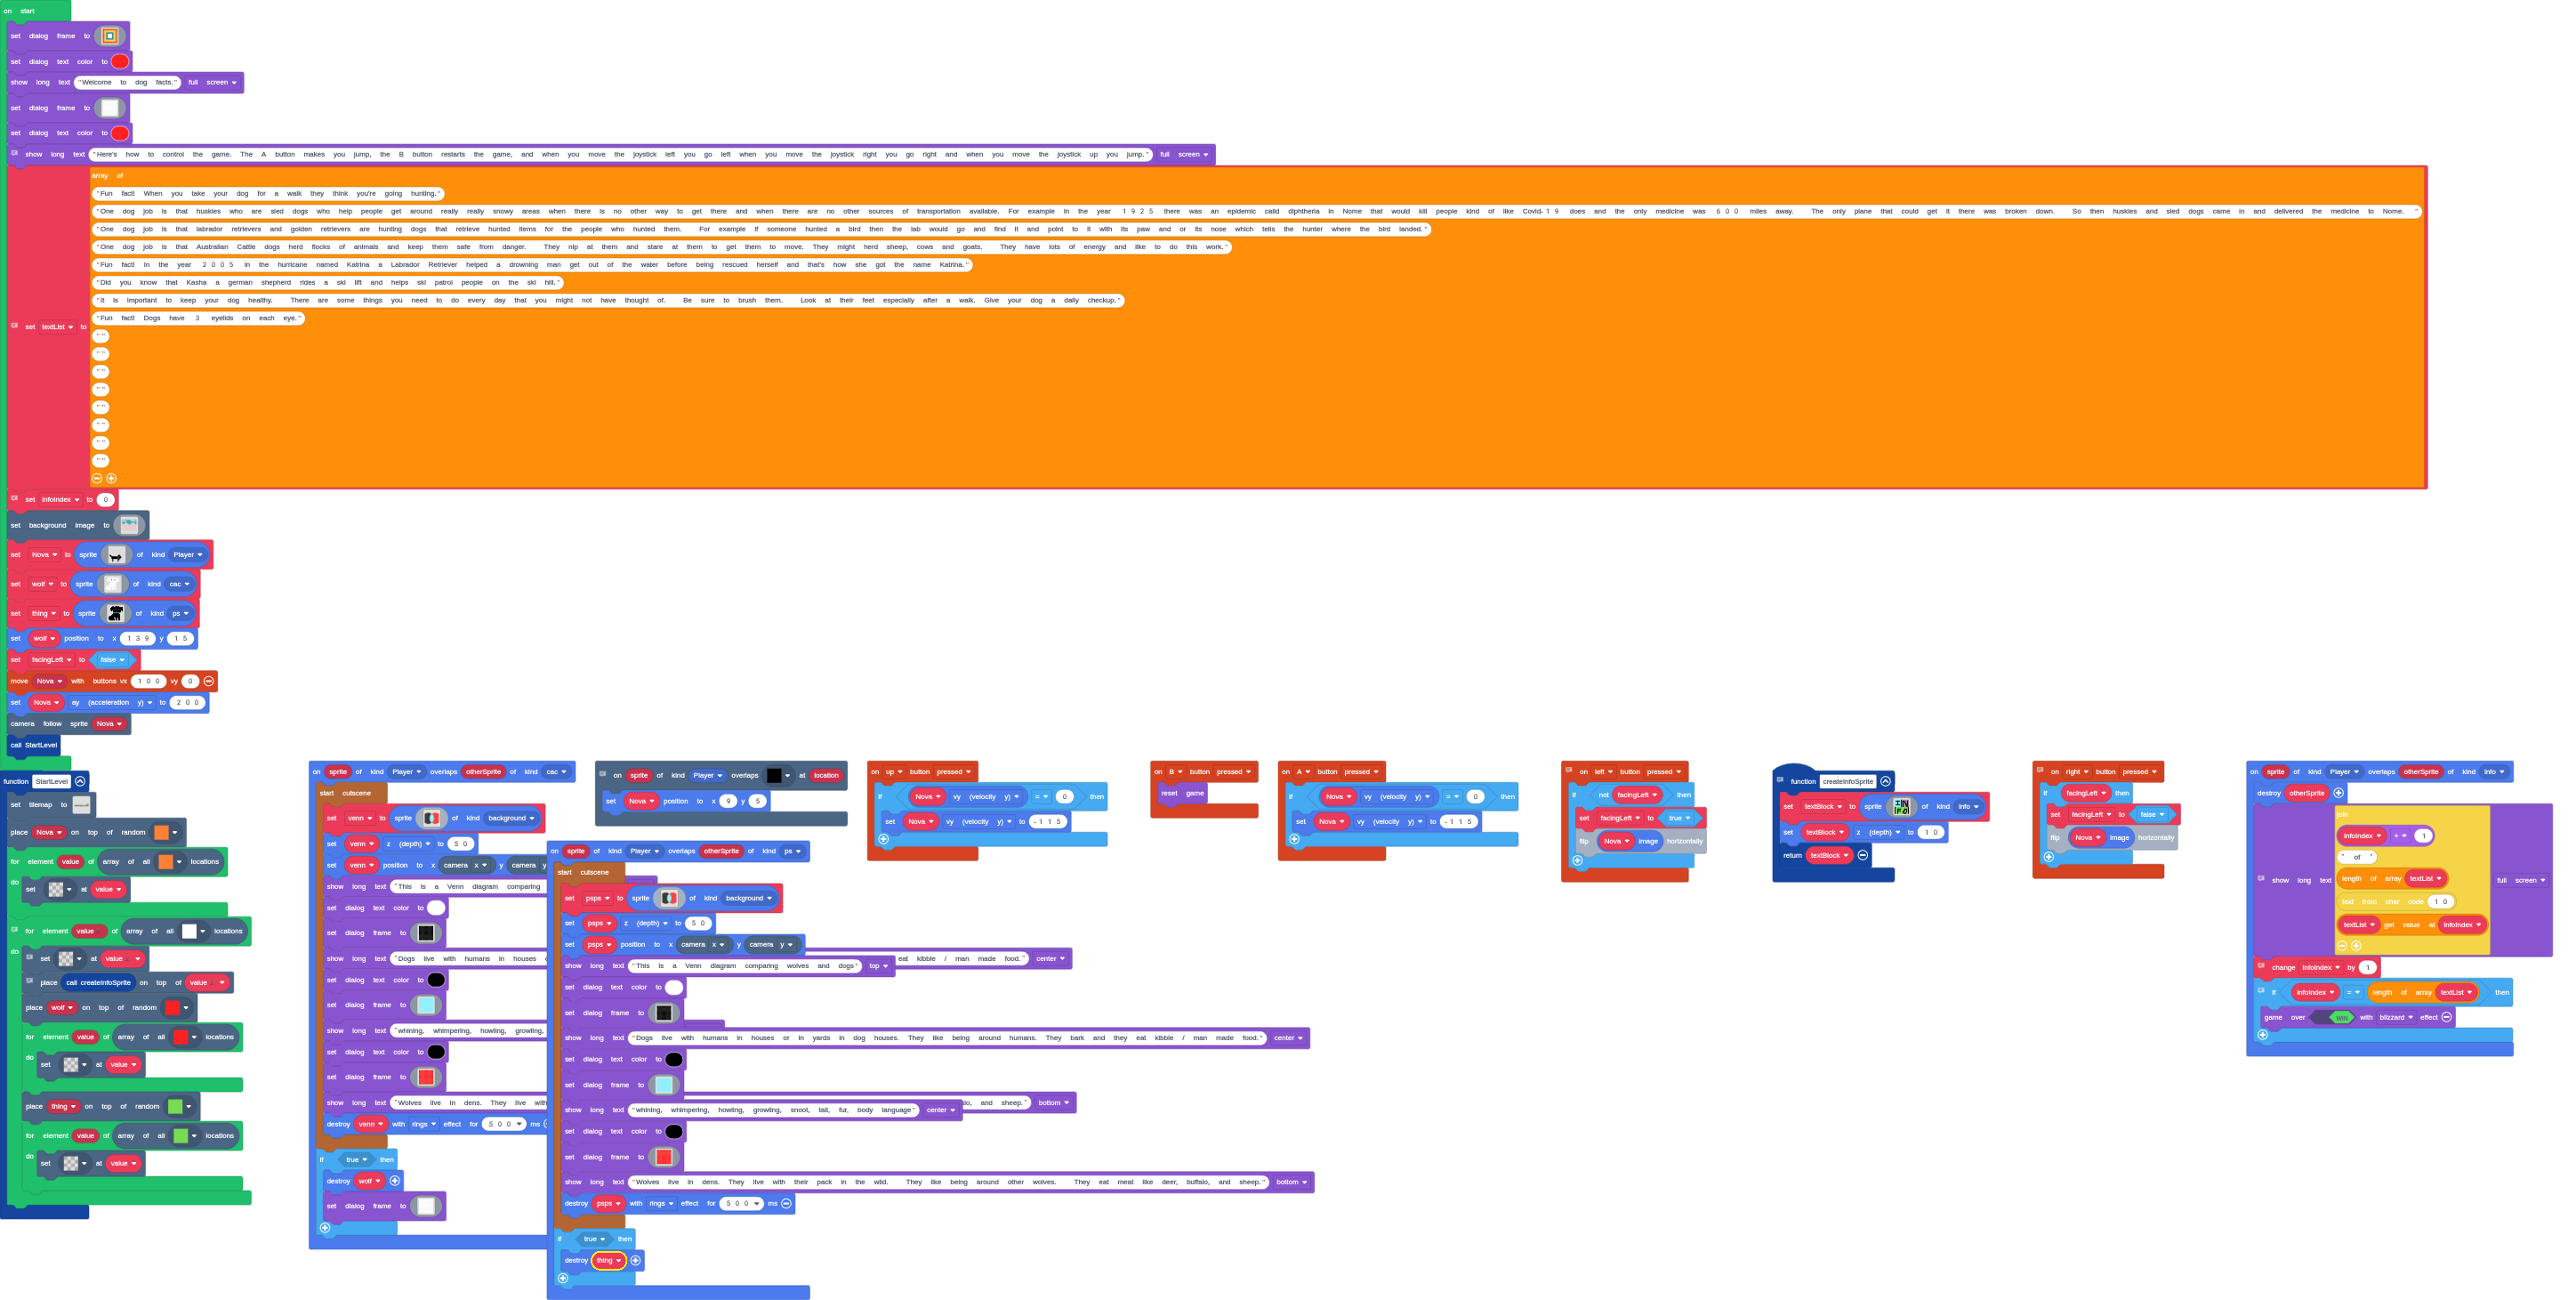 on start
set dialog frame to
set dialog text color to
show long text "Welcome to dog facts." full screen
set dialog frame to
set dialog text color to
show long text "Here's how to control the game. The A button makes you jump, the B button restarts the game, and when you move the joystick left you go left when you move the joystick right you go right and when you move the joystick up you jump." full screen
set textList to
array of
"Fun fact! When you take your dog for a walk they think you're going hunting."
"One dog job is that huskies who are sled dogs who help people get around really really snowy areas when there is no other way to get there and when there are no other sources of transportation available. For example in the year 1925 there was an epidemic calld diphtheria in Nome that would kill people kind of like Covid-19 does and the only medicine was 600 miles away. The only plane that could get it there was broken down. So then huskies and sled dogs came in and delivered the medicine to Nome. "
"One dog job is that labrador retrievers and golden retrievers are hunting dogs that retrieve hunted items for the people who hunted them. For example if someone hunted a bird then the lab would go and find it and point to it with its paw and or its nose which tells the hunter where the bird landed."
"One dog job is that Australian Cattle dogs herd flocks of animals and keep them safe from danger. They nip at them and stare at them to get them to move. They might herd sheep, cows and goats. They have lots of energy and like to do this work."
"Fun fact! In the year 2005 in the hurricane named Katrina a Labrador Retriever helped a drowning man get out of the water before being rescued herself and that's how she got the name Katrina."
"Did you know that Kasha a german shepherd rides a ski lift and helps ski patrol people on the ski hill."
"It is important to keep your dog healthy. There are some things you need to do every day that you might not have thought of. Be sure to brush them. Look at their feet especially after a walk. Give your dog a daily checkup."
"Fun fact! Dogs have 3 eyelids on each eye."
" "
" "
" "
" "
" "
" "
" "
" "
set infoIndex to 0
set background image to
set Nova to sprite of kind Player
set wolf to sprite of kind cac
set thing to sprite of kind ps
set wolf position to x 139 y 15
set facingLeft to false
move Nova with buttons vx 100 vy 0
set Nova ay (acceleration y) to 200
camera follow sprite Nova
call StartLevel
function StartLevel
set tilemap to
place Nova on top of random
for element value of array of all locations
do set at value
for element value of array of all locations
do set at value
place call createInfoSprite on top of value
place wolf on top of random
for element value of array of all locations
do set at value
place thing on top of random
for element value of array of all locations
do set at value
on sprite of kind Player overlaps otherSprite of kind cac
start cutscene
set venn to sprite of kind background
set venn z (depth) to 50
set venn position to x camera x y camera y
show long text "This is a Venn diagram comparing
set dialog text color to
set dialog frame to
show long text "Dogs live with humans in houses eat kibble / man made food." center
set dialog text color to
set dialog frame to
show long text "whining, whimpering, howling, growling,
set dialog text color to
set dialog frame to
show long text "Wolves live in dens. They live with and sheep." bottom
destroy venn with rings effect for 500 ms
if true then
destroy wolf
set dialog frame to
on sprite of kind Player overlaps otherSprite of kind ps
start cutscene
set psps to sprite of kind background
set psps z (depth) to 50
set psps position to x camera x y camera y
show long text "This is a Venn diagram comparing wolves and dogs" top
set dialog text color to
set dialog frame to
show long text "Dogs live with humans in houses or in yards in dog houses. They like being around humans. They bark and they eat kibble / man made food." center
set dialog text color to
set dialog frame to
show long text "whining, whimpering, howling, growling, snoot, tail, fur, body language" center
set dialog text color to
set dialog frame to
show long text "Wolves live in dens. They live with their pack in the wild. They like being around other wolves. They eat meat like deer, buffalo, and sheep." bottom
destroy psps with rings effect for 500 ms
if true then
destroy thing
on sprite of kind Player overlaps at location
set Nova position to x 9 y 5
on up button pressed
if Nova vy (velocity y) = 0 then
set Nova vy (velocity y) to -115
on B button pressed
reset game
on A button pressed
if Nova vy (velocity y) = 0 then
set Nova vy (velocity y) to -115
on left button pressed
if not facingLeft then
set facingLeft to true
flip Nova image horizontally
function createInfoSprite
set textBlock to sprite of kind Info
set textBlock z (depth) to 10
return textBlock
on right button pressed
if facingLeft then
set facingLeft to false
flip Nova image horizontally
on sprite of kind Player overlaps otherSprite of kind Info
destroy otherSprite
show long text join infoIndex + 1
" of "
length of array textList
text from char code 10
textList get value at infoIndex
full screen
change infoIndex by 1
if infoIndex = length of array textList then
game over WIN with blizzard effect